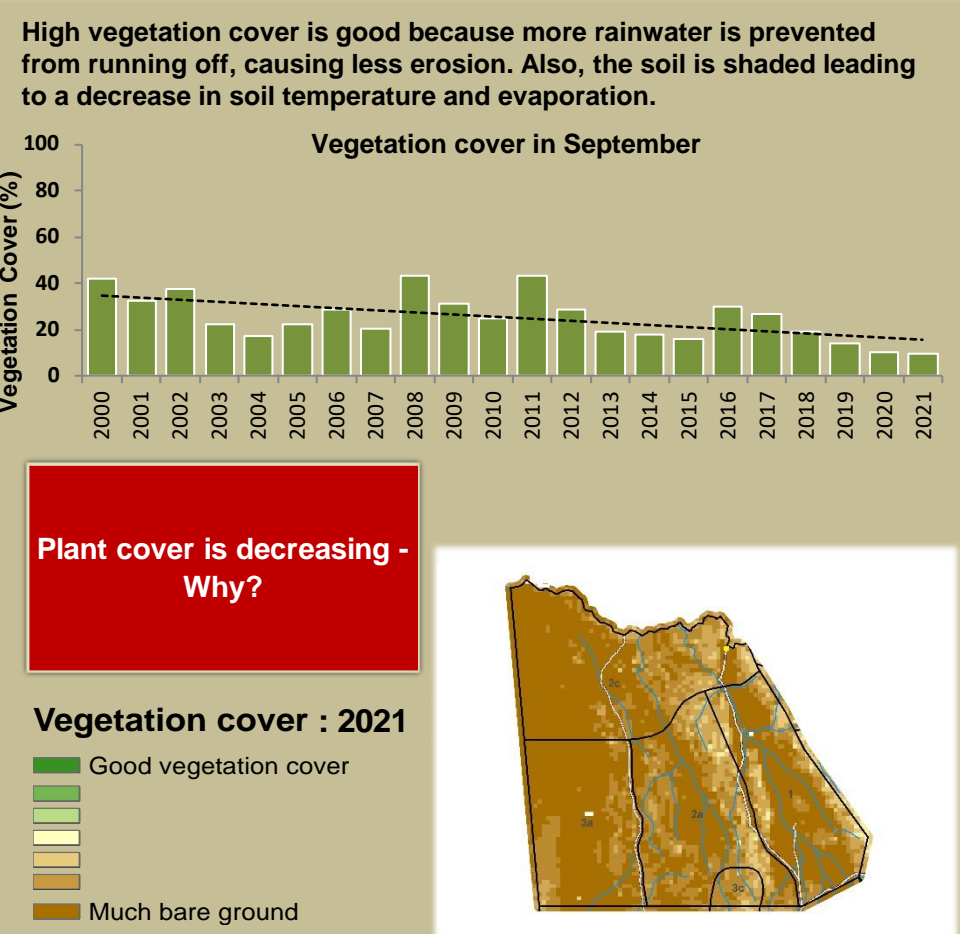 High vegetation cover is good because more rainwater is prevented
from running off, causing less erosion. Also, the soil is shaded leading
to a decrease in soil temperature and evaporation.
Vegetation cover in September
Vegetation Cover (%)
100
80
60
40
20
0
2000 2001 2002 2003 2004 2005 2006 2007 2008 2009 2010 2011 2012 2013 2014 2015 2016 2017 2018 2019 2020 2021
Plant cover is decreasing -
Why?
Vegetation cover : 2021
Good vegetation cover
Much bare ground
2c
1
3a
2a
3c